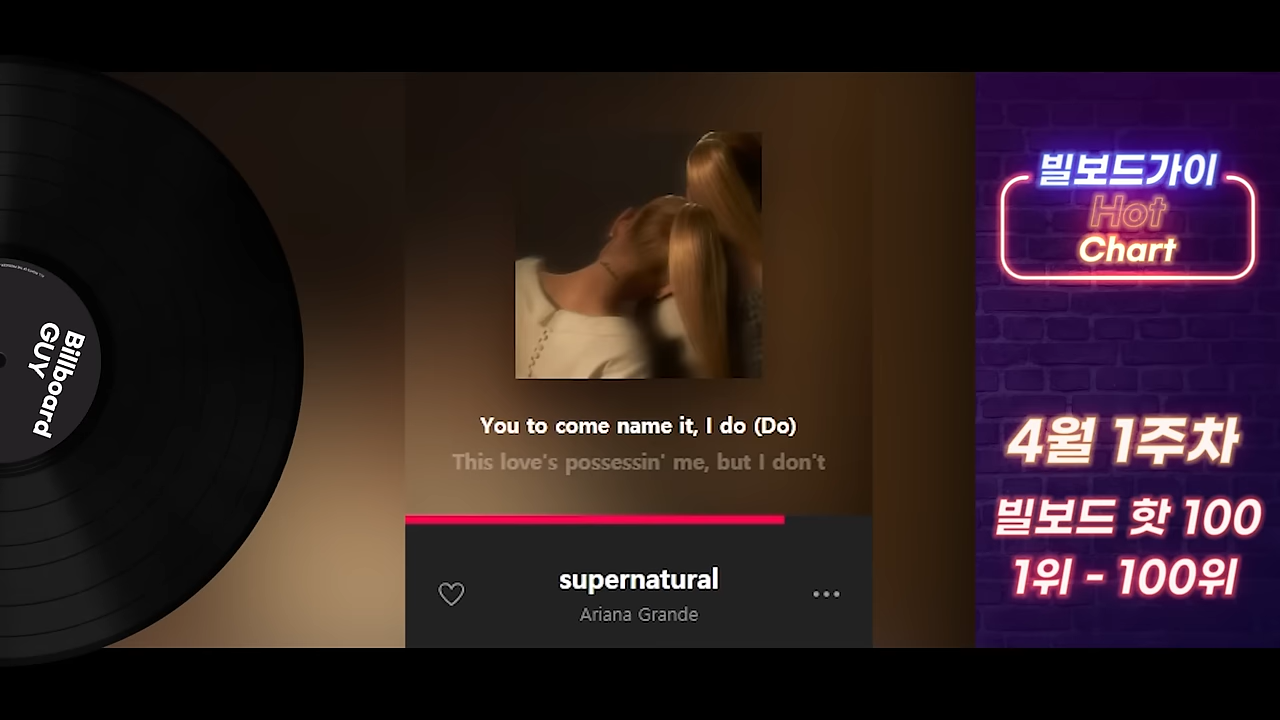 Billboard
GUY
You to come name it, I do (Do)
This love's possessin' me, but I don't
supernatural
Ariana Grande
빌보드가이
Hot
Chart
4월 1주차
빌보드 핫 100
1위 - 100위